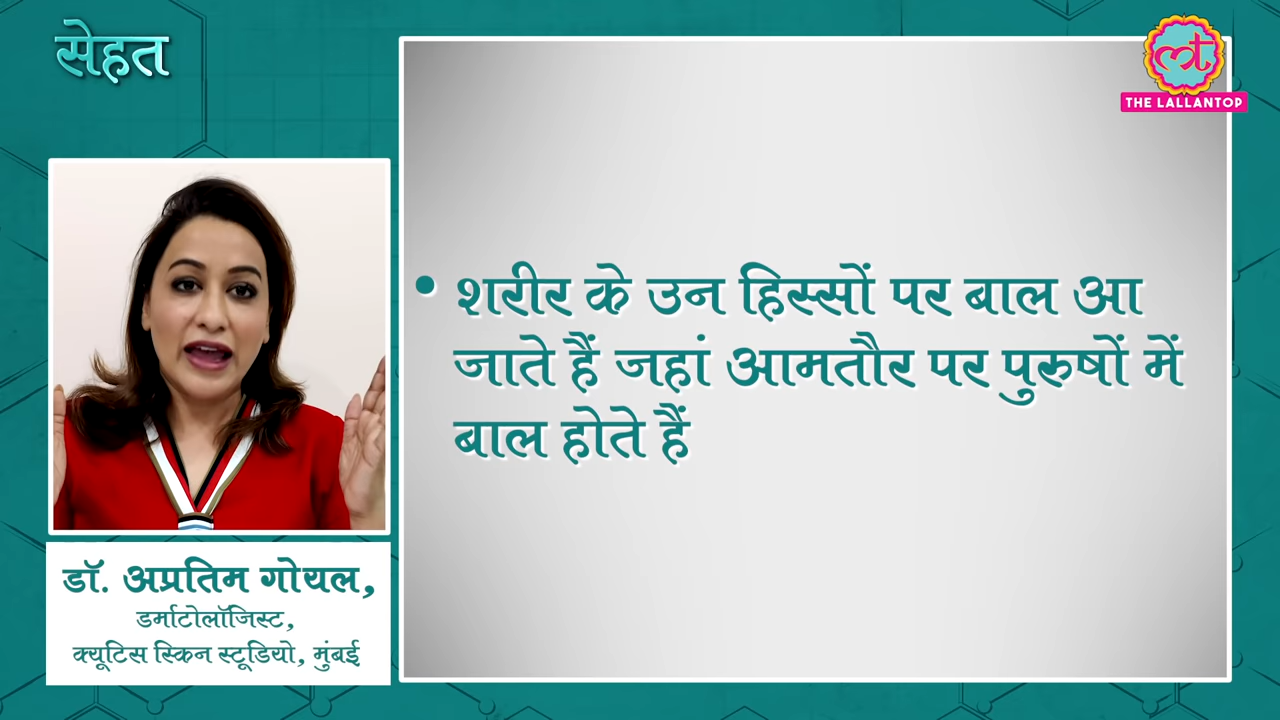 सेहत
THE LALLANTOP
• शरीर के उन हिस्सों पर बाल आ
जाते हैं जहां आमतौर पर पुरुषों में
बाल होते हैं
डॉ. अप्रतिम गोयल,
डर्माटोलॉजिस्ट,
क्यूटिस स्किन स्टूडियो, मुंबई